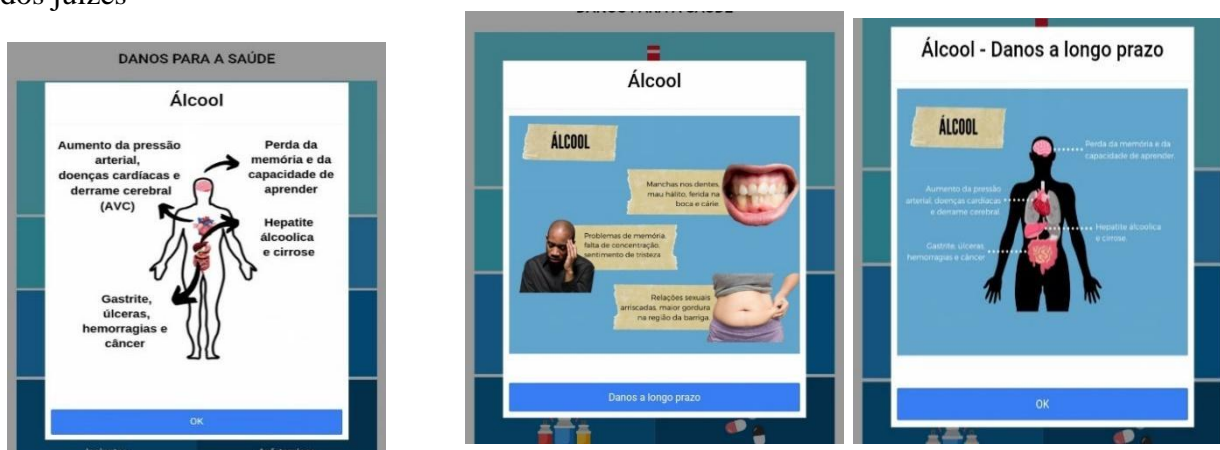 dos juízes
DANOS PARA A SAÚDE
Álcool
Aumento da pressão
arterial,
doenças cardíacas e
derrame cerebral
(AVC)
Perda da
memória e da
capacidade de
aprender
Hepatite
álcoolica
e cirrose
Gastrite,
úlceras,
hemorragias e
câncer
OK
DANOS PARA A SAÚDE
Álcool
ÁLCOOL
Manchas nos dentes,
mau hálito, ferida na
boca e cárie.
Problemas de memória,
falta de concentração,
sentimento de tristeza
Relações sexuais
arriscadas, maior gordura
na região da barriga.
Danos a longo prazo
Álcool - Danos a longo prazo
ÁLCOOL
Perda da memória e da
capacidade de aprender.
Aumento da pressão
arterial, doenças cardíacas
e derrame cerebral.
Hepatite álcoolica
e cirrose.
Gastrite, úlceras,
hemorragias e câncer
OK